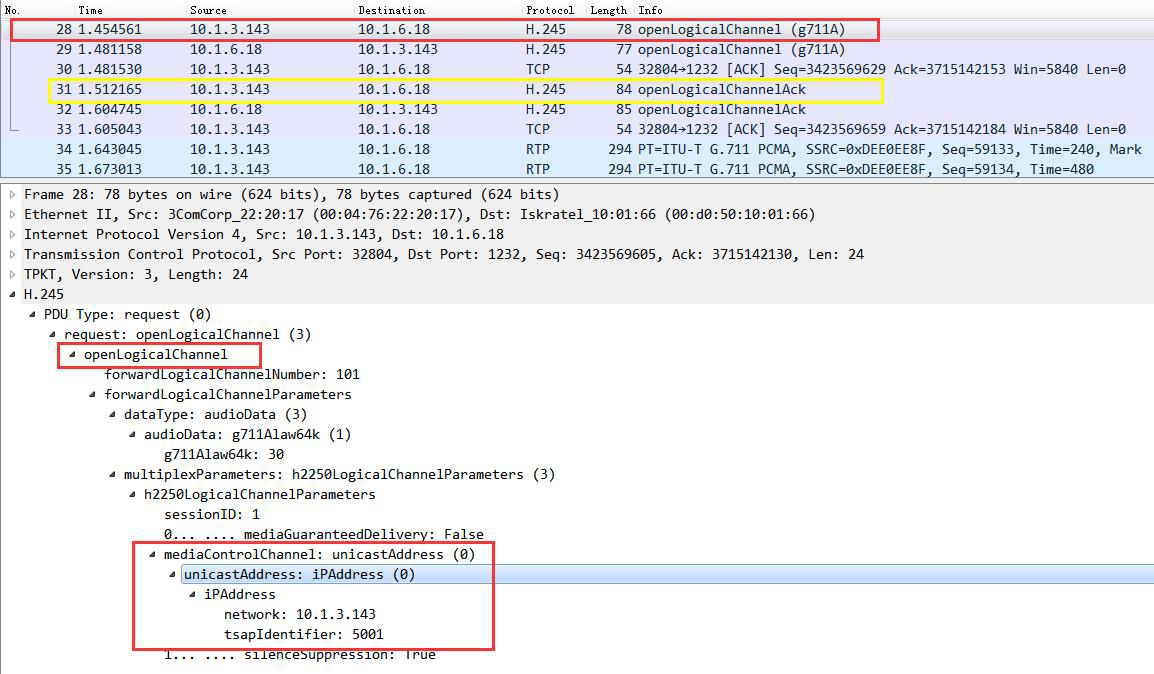 No. Time Source Destination Protocol Length Info
28 1.454561 10.1.3.143 10.1.6.18 H.245 78 openLogicalChannel (g711A)
29 1.481158 10.1.6.18 10.1.3.143 H.245 77 openLogicalChannel (g711A)
30 1.481530 10.1.3.143 10.1.6.18 TCP 54 32804→1232 [ACK] Seq=3423569629 Ack=3715142153 Win=5840 Len=0
31 1.512165 10.1.3.143 10.1.6.18 H.245 84 openLogicalChannelAck
32 1.604745 10.1.6.18 10.1.3.143 H.245 85 openLogicalChannelAck
33 1.605043 10.1.3.143 10.1.6.18 TCP 54 32804→1232 [ACK] Seq=3423569659 Ack=3715142184 Win=5840 Len=0
34 1.643045 10.1.3.143 10.1.6.18 RTP 294 PT=ITU-T G.711 PCMA, SSRC=0xDEE0EE8F, Seq=59133, Time=240, Mark
35 1.673013 10.1.3.143 10.1.6.18 RTP 294 PT=ITU-T G.711 PCMA, SSRC=0xDEE0EE8F, Seq=59134, Time=480
Frame 28: 78 bytes on wire (624 bits), 78 bytes captured (624 bits)
Ethernet II, Src: 3ComCorp_22:20:17 (00:04:76:22:20:17), Dst: Iskratel_10:01:66 (00:d0:50:10:01:66)
Internet Protocol Version 4, Src: 10.1.3.143, Dst: 10.1.6.18
Transmission Control Protocol, Src Port: 32804, Dst Port: 1232, Seq: 3423569605, Ack: 3715142130, Len: 24
TPKT, Version: 3, Length: 24
H.245
PDU Type: request (0)
request: openLogicalChannel (3)
openLogicalChannel
forwardLogicalChannelNumber: 101
forwardLogicalChannelParameters
dataType: audioData (3)
audioData: g711Alaw64k (1)
g711Alaw64k: 30
multiplexParameters: h2250LogicalChannelParameters (3)
h2250LogicalChannelParameters
sessionID: 1
0... .... mediaGuaranteedDelivery: False
mediaControlChannel: unicastAddress (0)
unicastAddress: iPAddress (0)
iPAddress
network: 10.1.3.143
tsapIdentifier: 5001
1... .... silenceSuppression: True